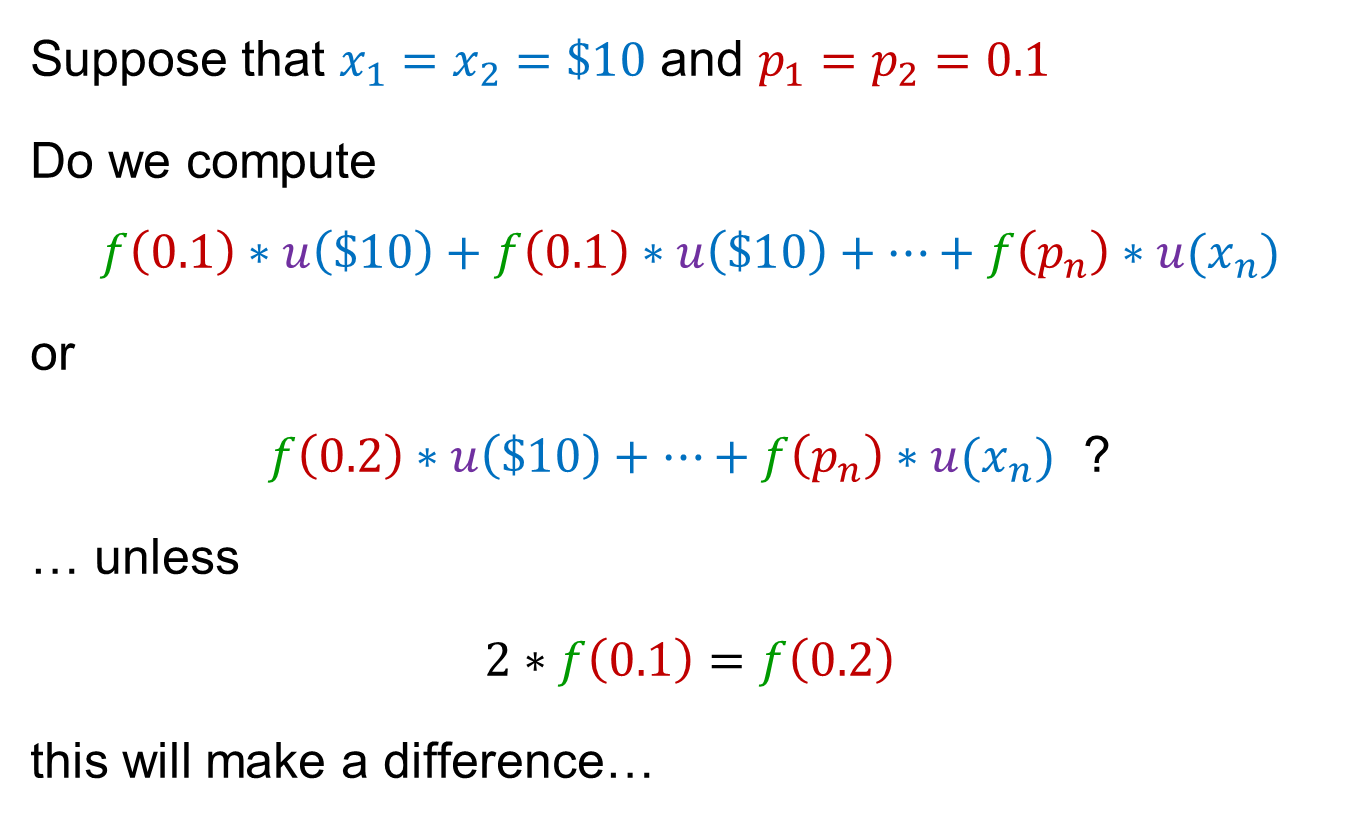 Suppose that x₁ = x₂ = $10 and p₁ = p₂ = 0.1
Do we compute
f(0.1) * u($10) + f(0.1) * u($10) + ⋯ + f(pₙ) * u(xₙ)
or
f(0.2) * u($10) + ⋯ + f(pₙ) * u(xₙ) ?
… unless
2 * f(0.1) = f(0.2)
this will make a difference…